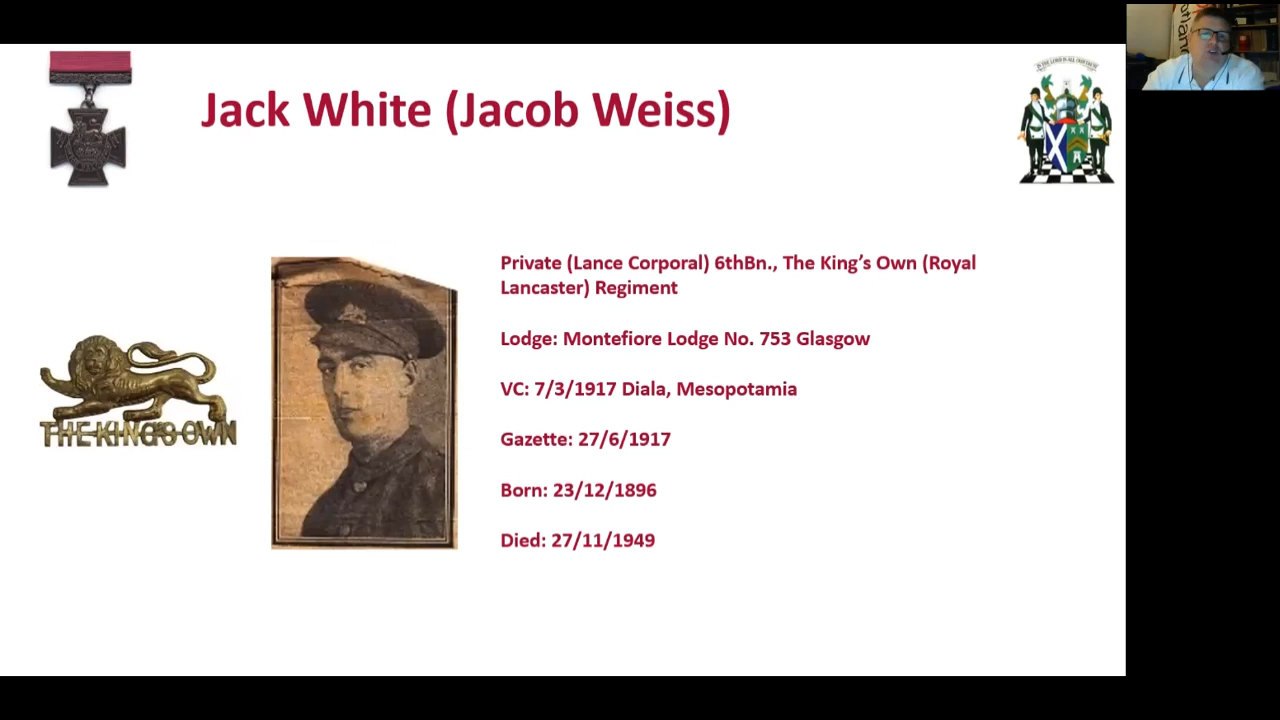 Jack White (Jacob Weiss)
Private (Lance Corporal) 6thBn., The King's Own (Royal
Lancaster) Regiment
Lodge: Montefiore Lodge No. 753 Glasgow
VC: 7/3/1917 Diala, Mesopotamia
Gazette: 27/6/1917
Born: 23/12/1896
Died: 27/11/1949
THE·KING'S·OWN